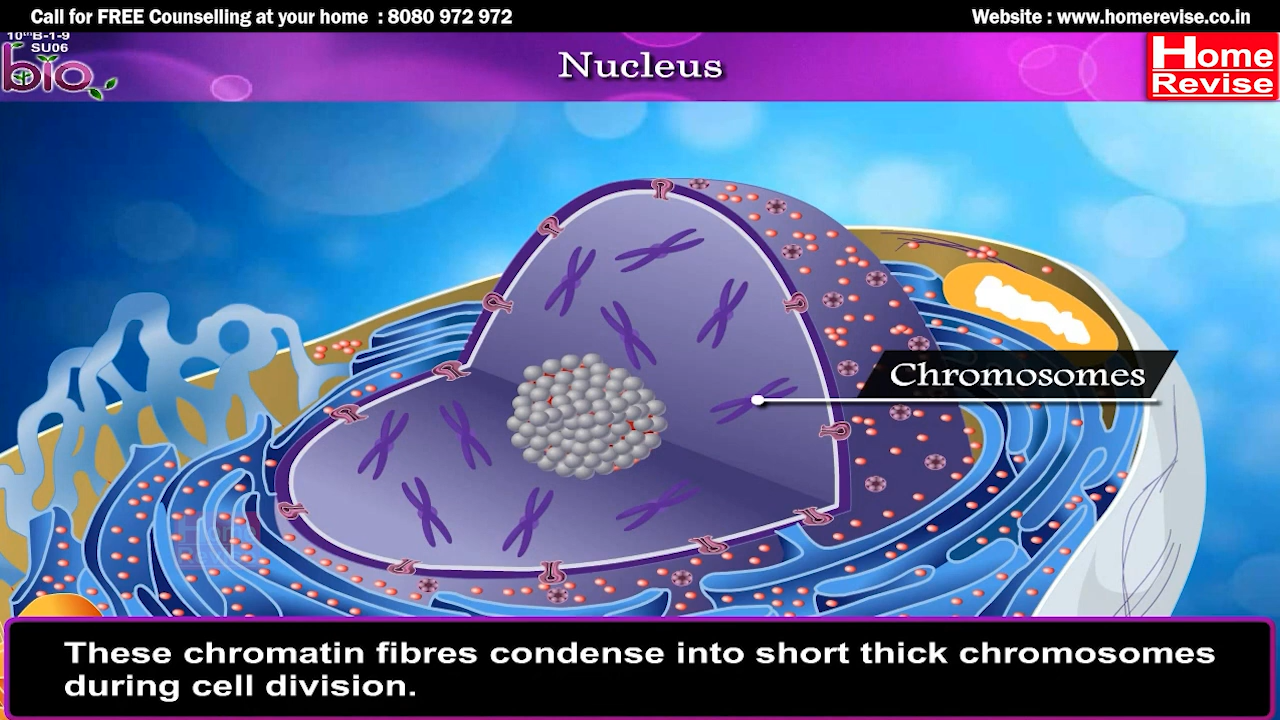 Call for FREE Counselling at your home : 8080 972 972
Website : www.homerevise.co.in
10thB-1-9
SU06
bio
Nucleus
Home
Revise
Chromosomes
These chromatin fibres condense into short thick chromosomes
during cell division.